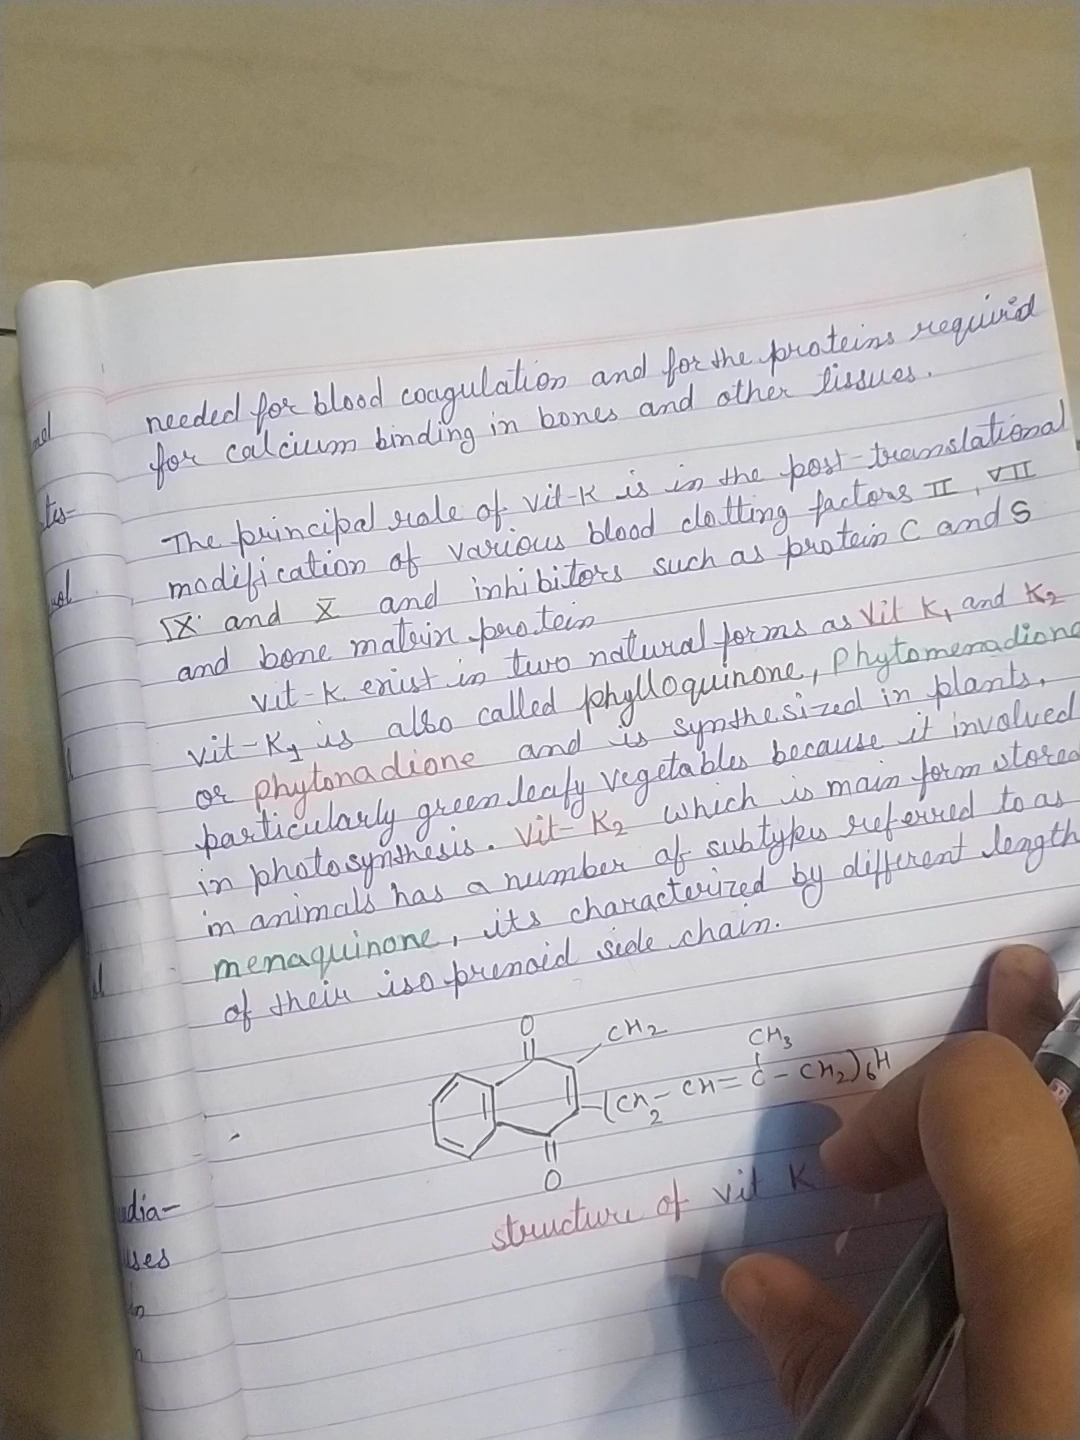 needed for blood coagulation and for the proteins required
for calcium binding in bones and other tissues.
The principal role of vit-K is in the post-translational
modification of various blood clotting factors II, VII
IX and X and inhibitors such as protein C and S
and bone matrin protein
vit-K exist in two natural forms as Vit K1 and K2
vit-K1 is also called phylloquinone, Phytomenadione
or phytonadione and is synthesized in plants,
particularly green leafy vegetables because it involved
in photosynthesis. Vit-K2 which is main form stored
in animals has a number of subtypes referred to as
menaquinone, its characterized by different length
of their iso prenoid side chain.
O
CH2
CH3
(CH2-CH=C-CH2)6H
O
structure of vit K
udia-
uses
in
n